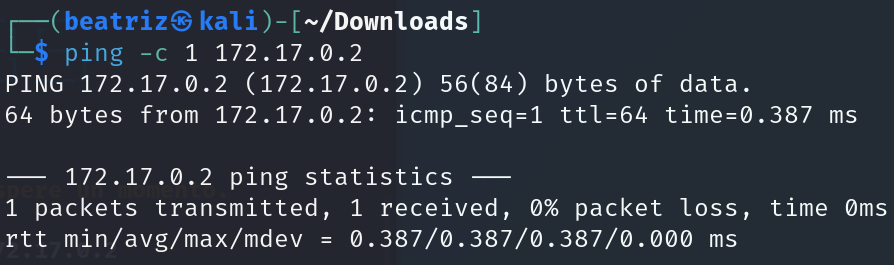 ┌──(beatriz㉿kali)-[~/Downloads]
└─$ ping -c 1 172.17.0.2
PING 172.17.0.2 (172.17.0.2) 56(84) bytes of data.
64 bytes from 172.17.0.2: icmp_seq=1 ttl=64 time=0.387 ms
--- 172.17.0.2 ping statistics ---
1 packets transmitted, 1 received, 0% packet loss, time 0ms
rtt min/avg/max/mdev = 0.387/0.387/0.387/0.000 ms